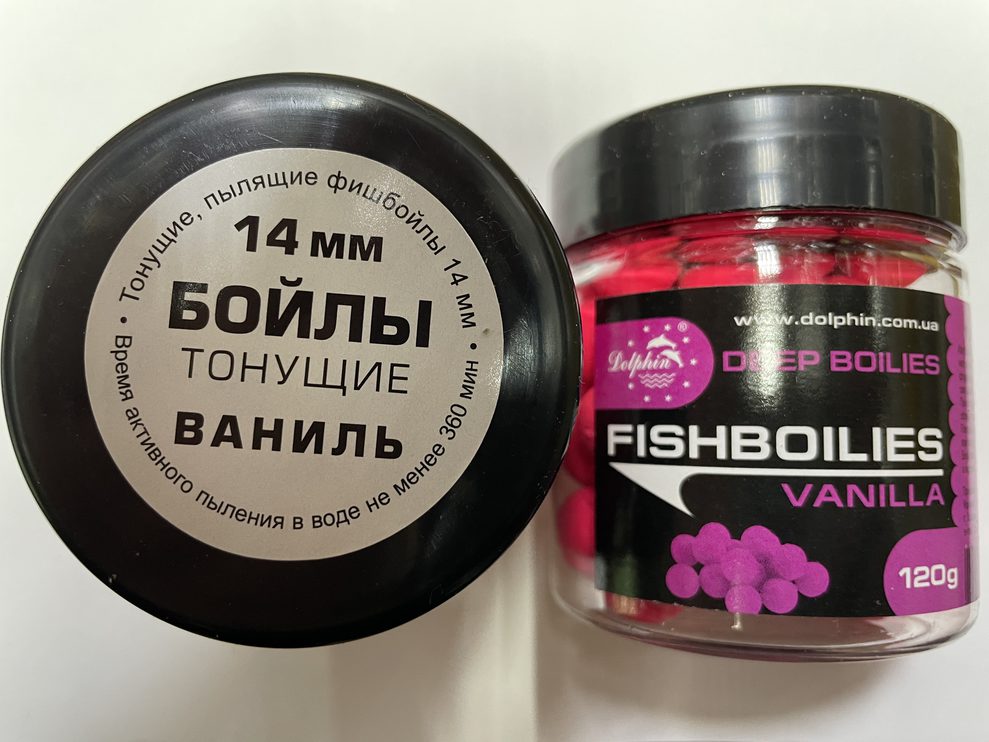 • Тонущие, пылящие фишбойлы 14 мм •
14 мм
БОЙЛЫ
ТОНУЩИЕ
ВАНИЛЬ
Время активного пыления в воде не менее 360 мин
www.dolphin.com.ua
Dolphin ®
DEEP BOILIES
FISHBOILIES
VANILLA
120g